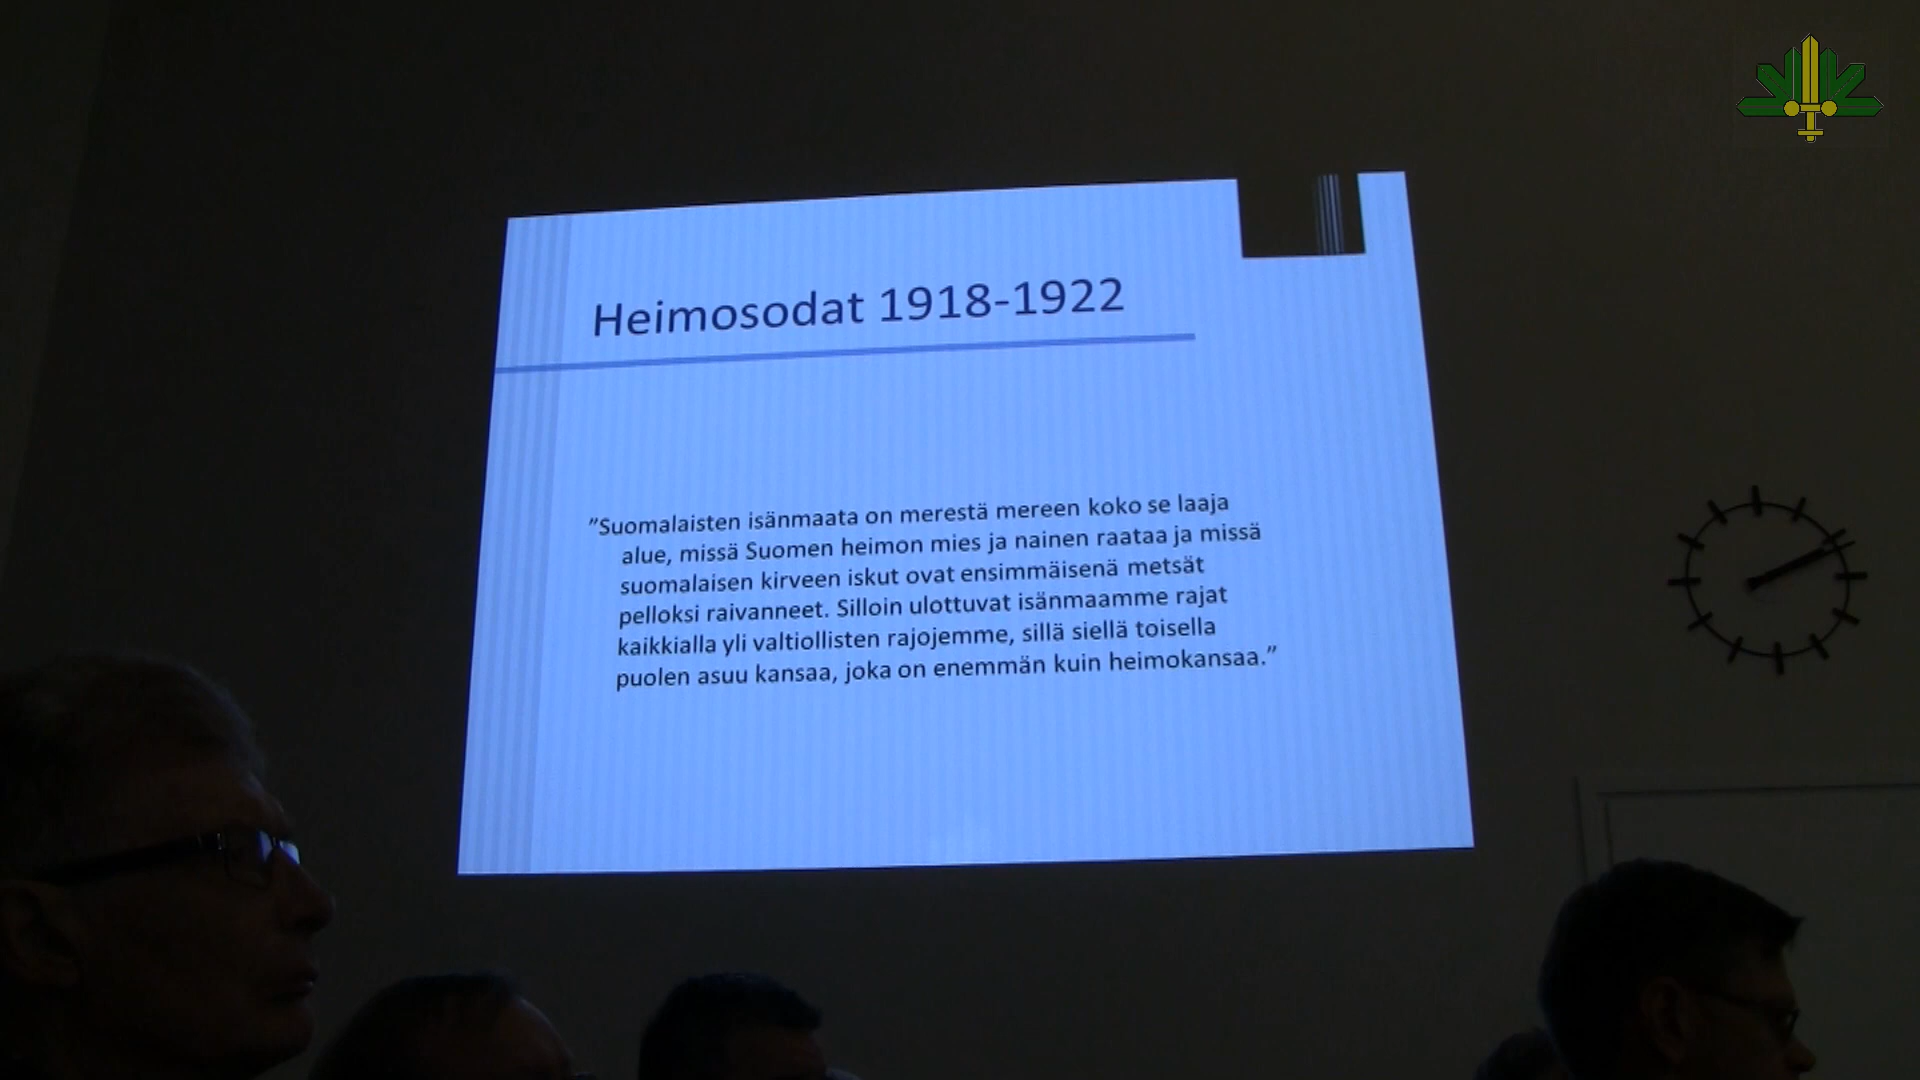 Heimosodat 1918-1922
”Suomalaisten isänmaata on merestä mereen koko se laaja
alue, missä Suomen heimon mies ja nainen raataa ja missä
suomalaisen kirveen iskut ovat ensimmäisenä metsät
pelloksi raivanneet. Silloin ulottuvat isänmaamme rajat
kaikkialla yli valtiollisten rajojemme, sillä siellä toisella
puolen asuu kansaa, joka on enemmän kuin heimokansaa.”